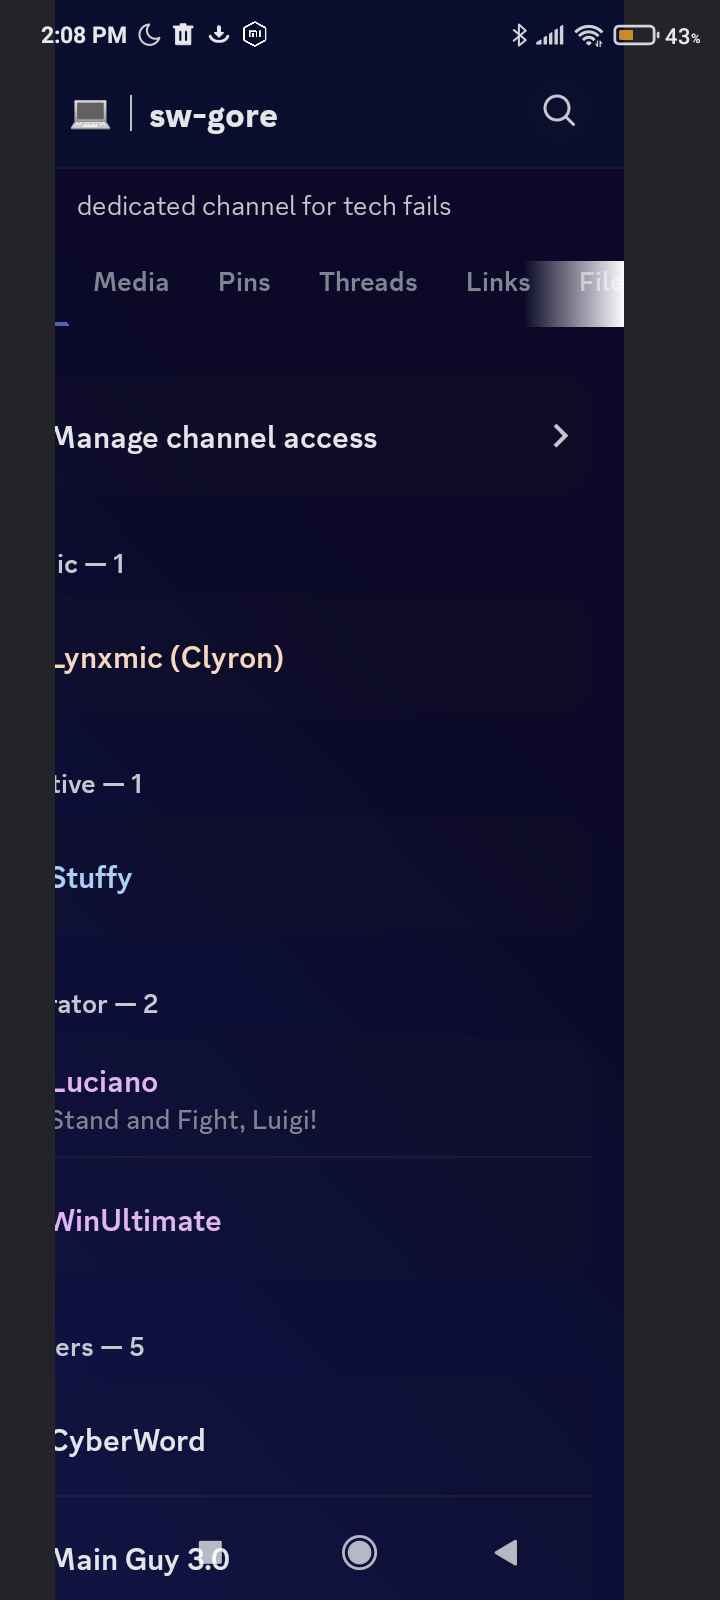 2:08 PM
43%
sw-gore
dedicated channel for tech fails
Media Pins Threads Links File
Manage channel access
ic — 1
Lynxmic (Clyron)
tive — 1
Stuffy
rator — 2
Luciano
Stand and Fight, Luigi!
WinUltimate
ers — 5
CyberWord
Main Guy 3.0